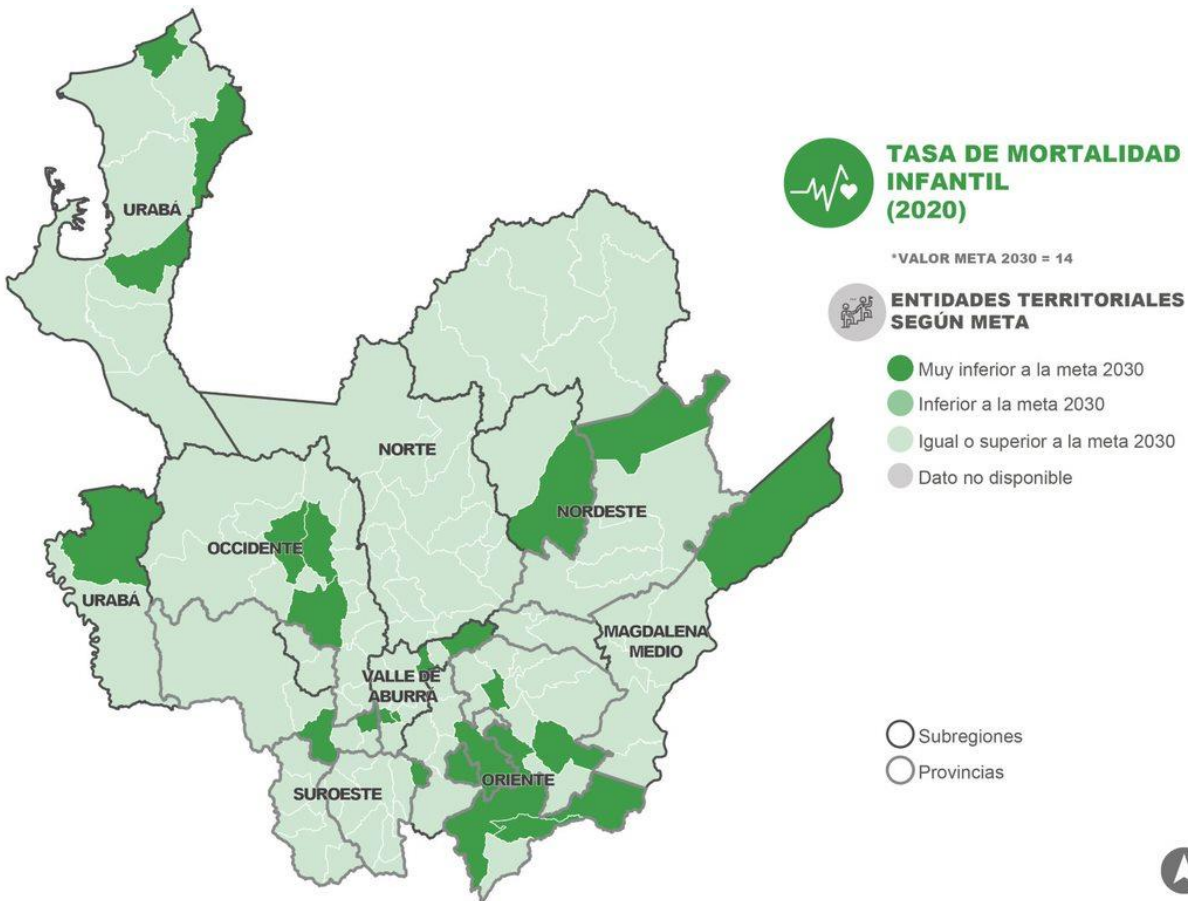 TASA DE MORTALIDAD
INFANTIL
(2020)
*VALOR META 2030 = 14
ENTIDADES TERRITORIALES
SEGÚN META
Muy inferior a la meta 2030
Inferior a la meta 2030
Igual o superior a la meta 2030
Dato no disponible
Subregiones
Provincias
URABÁ
NORTE
NORDESTE
OCCIDENTE
URABÁ
MAGDALENA
MEDIO
VALLE DE
ABURRÁ
ORIENTE
SUROESTE